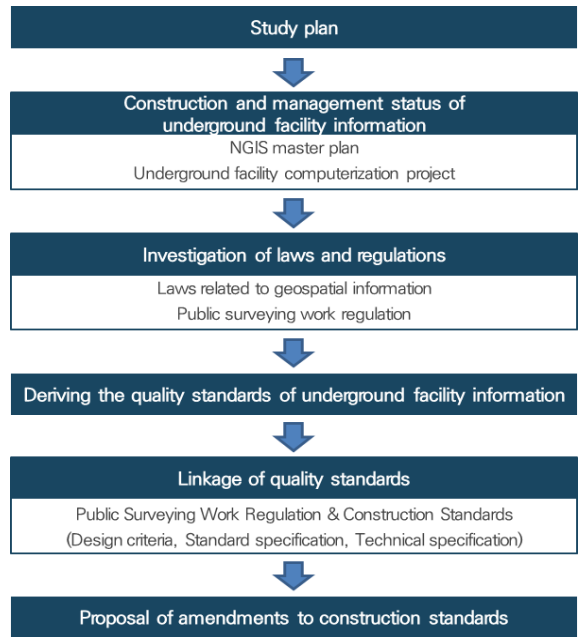 Study plan
Construction and management status of
underground facility information
NGIS master plan
Underground facility computerization project
Investigation of laws and regulations
Laws related to geospatial information
Public surveying work regulation
Deriving the quality standards of underground facility information
Linkage of quality standards
Public Surveying Work Regulation & Construction Standards
(Design criteria, Standard specification, Technical specification)
Proposal of amendments to construction standards